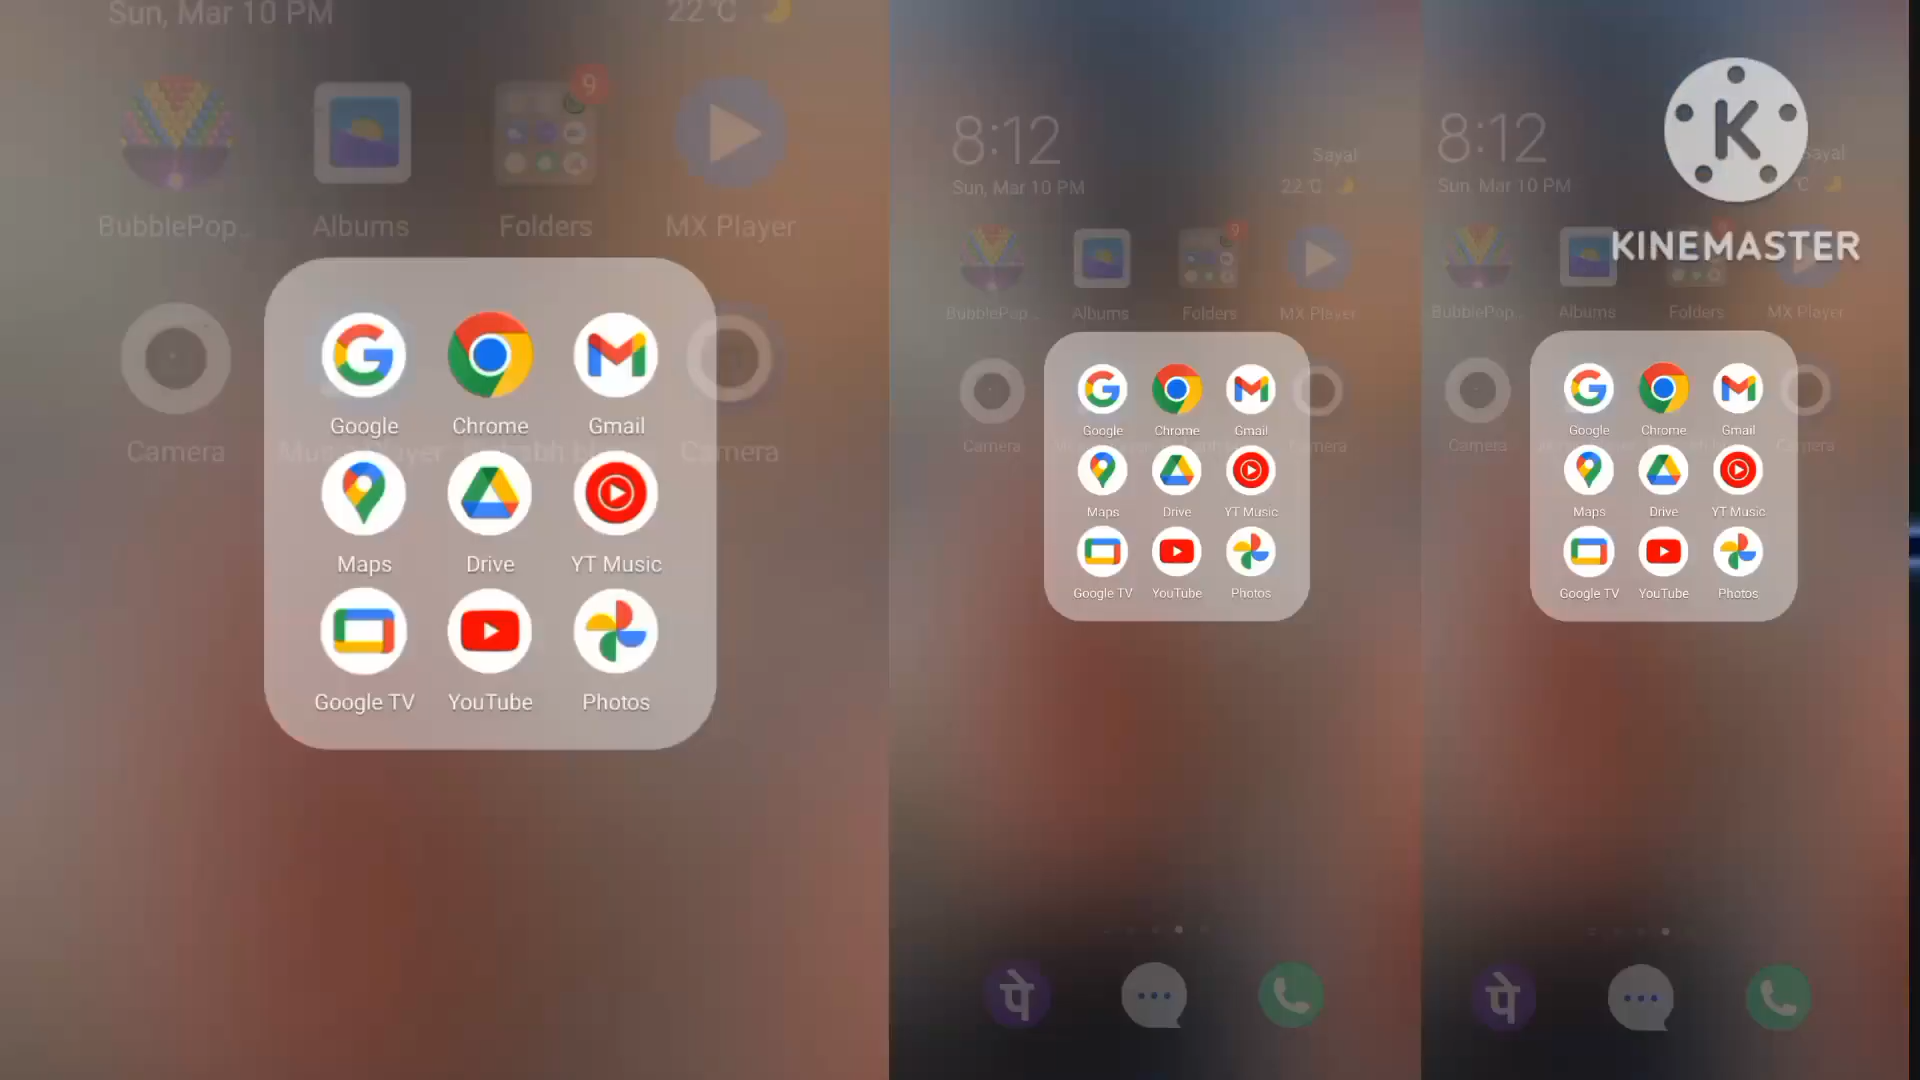 Sun, Mar 10 PM
22°C
9
BubblePop...
Albums
Folders
MX Player
Google
Chrome
Gmail
Camera
Camera
Maps
Drive
YT Music
Google TV
YouTube
Photos
8:12
Sayal
Sun, Mar 10 PM
22°C
9
BubblePop...
Albums
Folders
MX Player
Google
Chrome
Gmail
Camera
Camera
Maps
Drive
YT Music
Google TV
YouTube
Photos
पे
8:12
Sayal
Sun, Mar 10 PM
K
KINEMASTER
BubblePop...
Albums
Folders
MX Player
Google
Chrome
Gmail
Camera
Camera
Maps
Drive
YT Music
Google TV
YouTube
Photos
पे